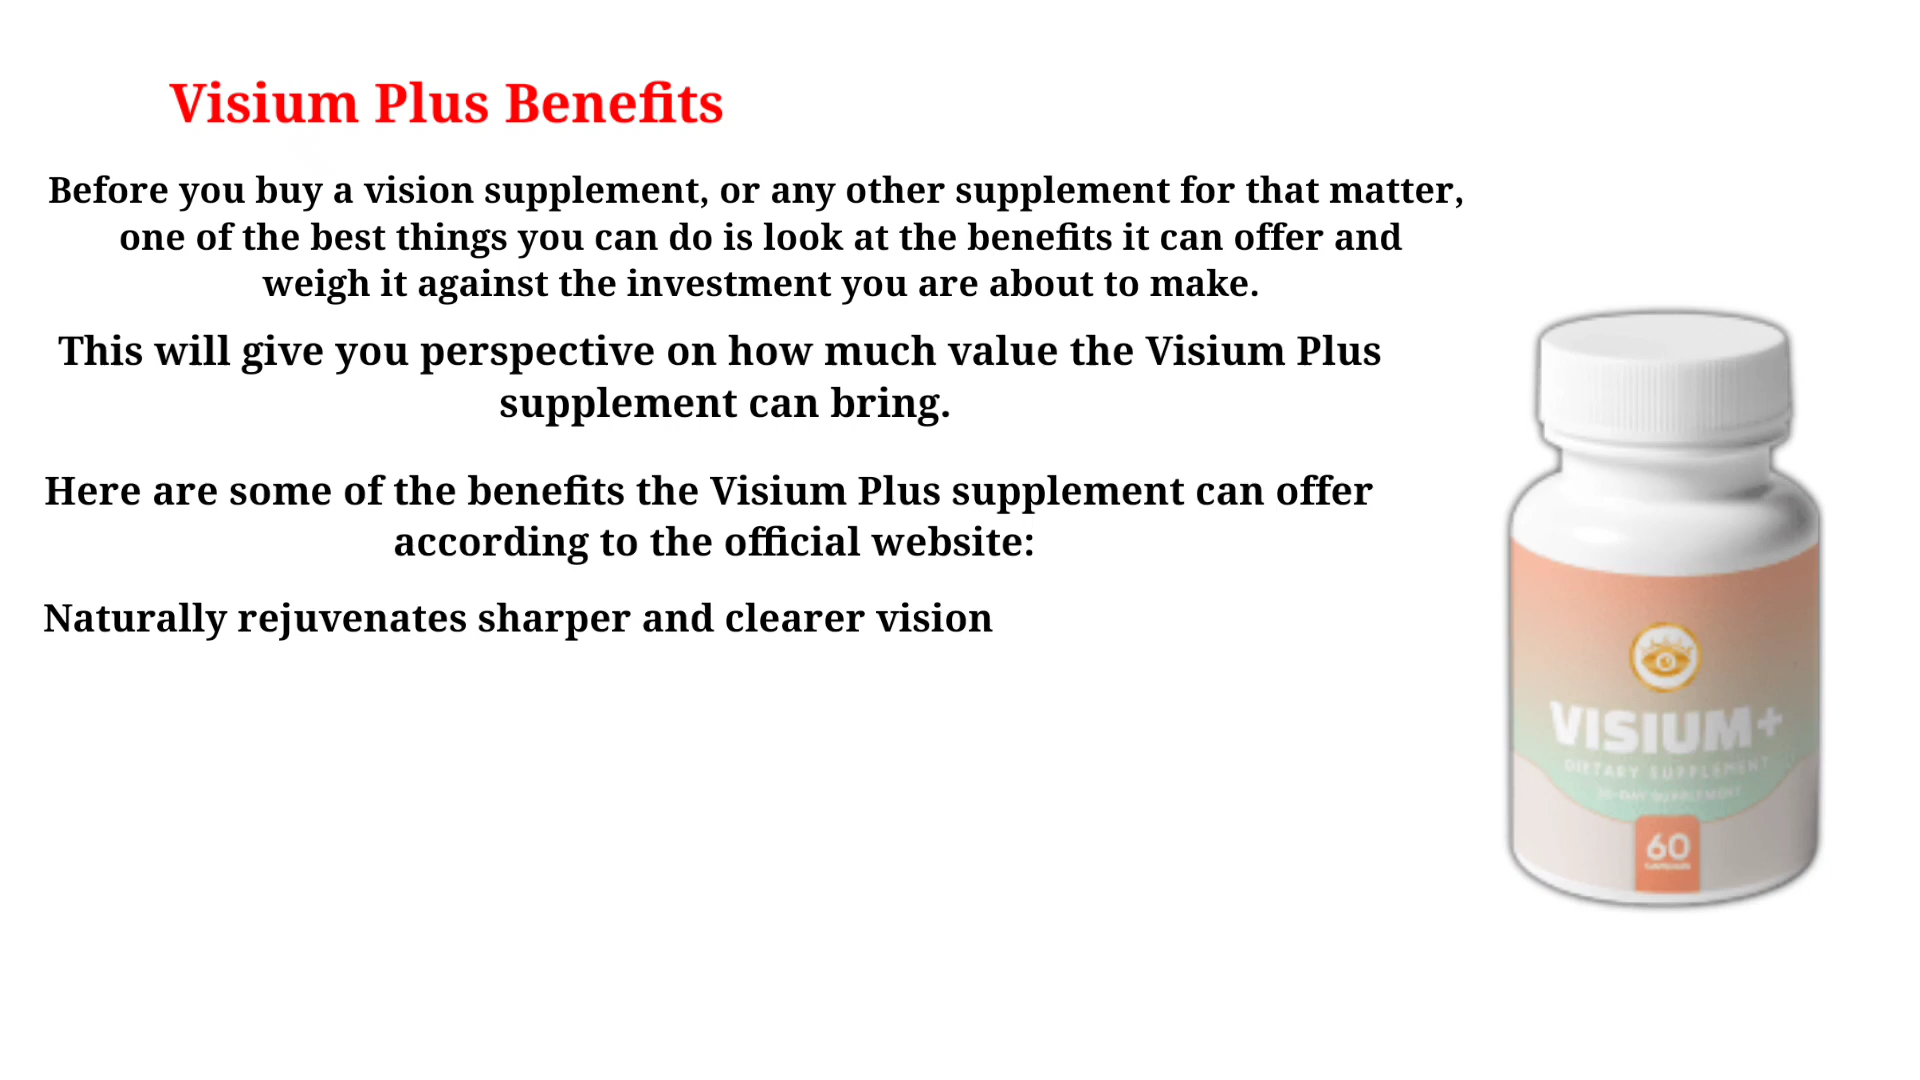 Visium Plus Benefits
Before you buy a vision supplement, or any other supplement for that matter,
one of the best things you can do is look at the benefits it can offer and
weigh it against the investment you are about to make.
This will give you perspective on how much value the Visium Plus
supplement can bring.
Here are some of the benefits the Visium Plus supplement can offer
according to the official website:
Naturally rejuvenates sharper and clearer vision
VISIUM+
DIETARY SUPPLEMENT
60